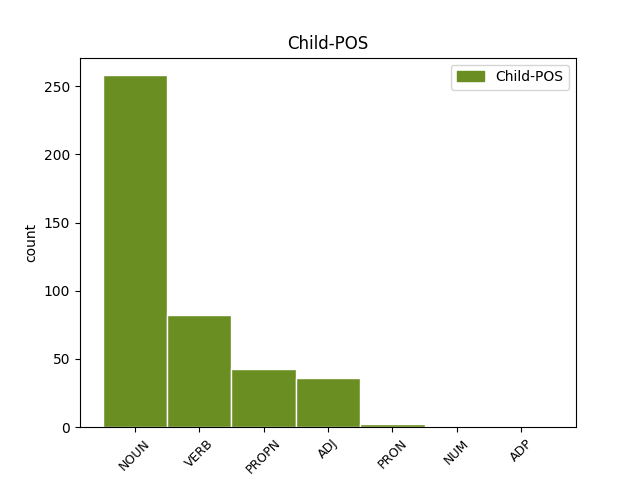 Child-POS
Child-POS
count
250
200
150
100
50
0
NOUN
VERB
PROPN
ADJ
PRON
NUM
ADP